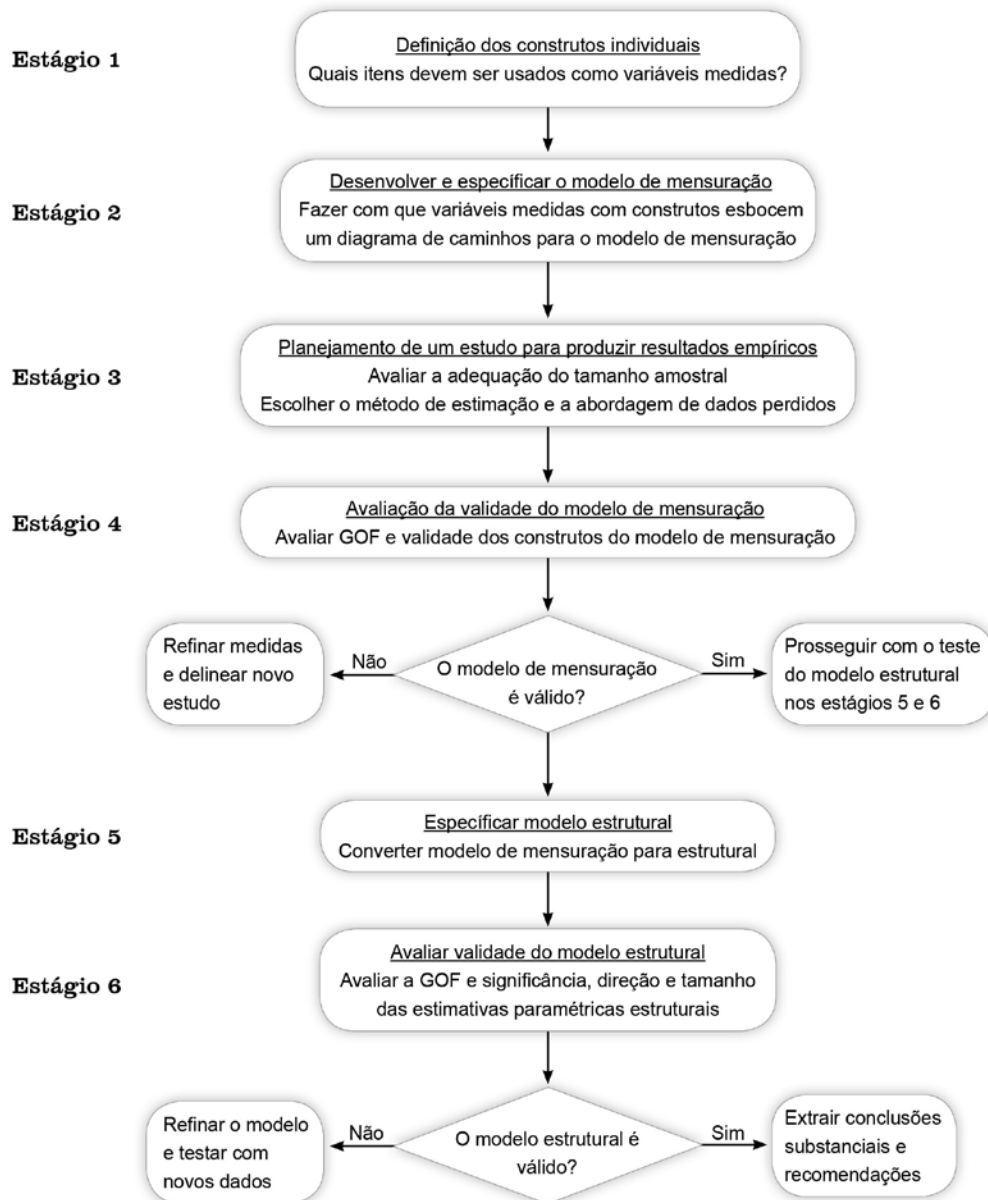 Estágio 1
Definição dos construtos individuais
Quais itens devem ser usados como variáveis medidas?
Estágio 2
Desenvolver e específicar o modelo de mensuração
Fazer com que variáveis medidas com construtos esbocem
um diagrama de caminhos para o modelo de mensuração
Estágio 3
Planejamento de um estudo para produzir resultados empíricos
Avaliar a adequação do tamanho amostral
Escolher o método de estimação e a abordagem de dados perdidos
Estágio 4
Avaliação da validade do modelo de mensuração
Avaliar GOF e validade dos construtos do modelo de mensuração
Refinar medidas
e delinear novo
estudo
Não
O modelo de mensuração
é válido?
Sim
Prosseguir com o teste
do modelo estrutural
nos estágios 5 e 6
Estágio 5
Específicar modelo estrutural
Converter modelo de mensuração para estrutural
Estágio 6
Avaliar validade do modelo estrutural
Avaliar a GOF e significância, direção e tamanho
das estimativas paramétricas estruturais
Refinar o modelo
e testar com
novos dados
Não
O modelo estrutural é
válido?
Sim
Extrair conclusões
substanciais e
recomendações